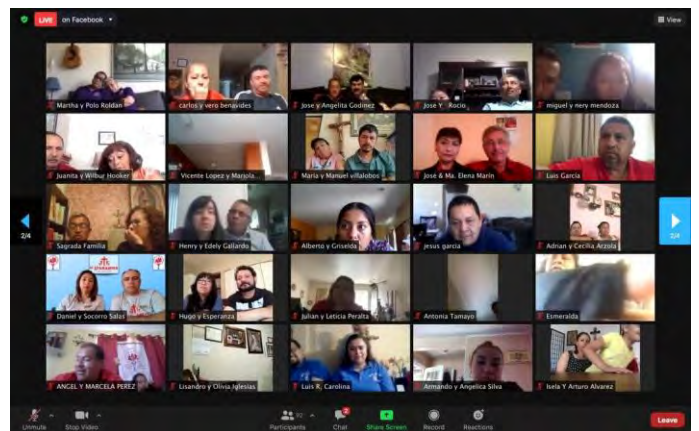 LIVE on Facebook
View
Martha y Polo Roldan
carlos y vero benavides
Jose y Angelita Godinez
Jose Y Rocio
miguel y nery mendoza
Juanita y Wilbur Hooker
Vicente Lopez y Mariola...
Maria y Manuel villalobos
José & Ma. Elena Marín
Luis Garcia
2/4
2/4
Sagrada Familia
Henry y Edely Gallardo
Alberto y Griselda
jesus garcia
Adrian y Cecilia Arzola
Daniel y Socorro Salas
Hugo y Esperanza
Julian y Leticia Peralta
Antonia Tamayo
Esmeralda
ANGEL Y MARCELA PEREZ
Lisandro y Olivia Iglesias
Luis R, Carolina
Armando y Angelica Silva
Isela Y Arturo Alvarez
Unmute
Stop Video
Participants
92
Chat
2
Share Screen
Record
Reactions
Leave